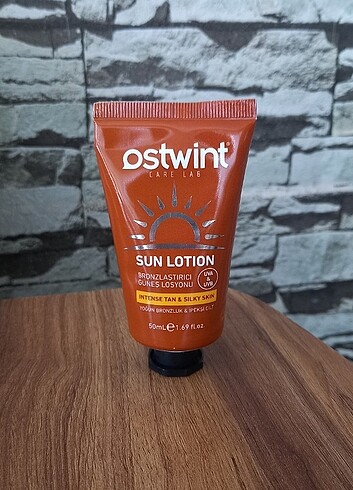 ostwint
CARE LAB
SUN LOTION
BRONZLAŞTIRICI
GÜNEŞ LOSYONU
UVA
&
UVB
INTENSE TAN & SILKY SKIN
YOĞUN BRONZLUK & İPEKSİ CİLT
50mL℮1.69 fl.oz